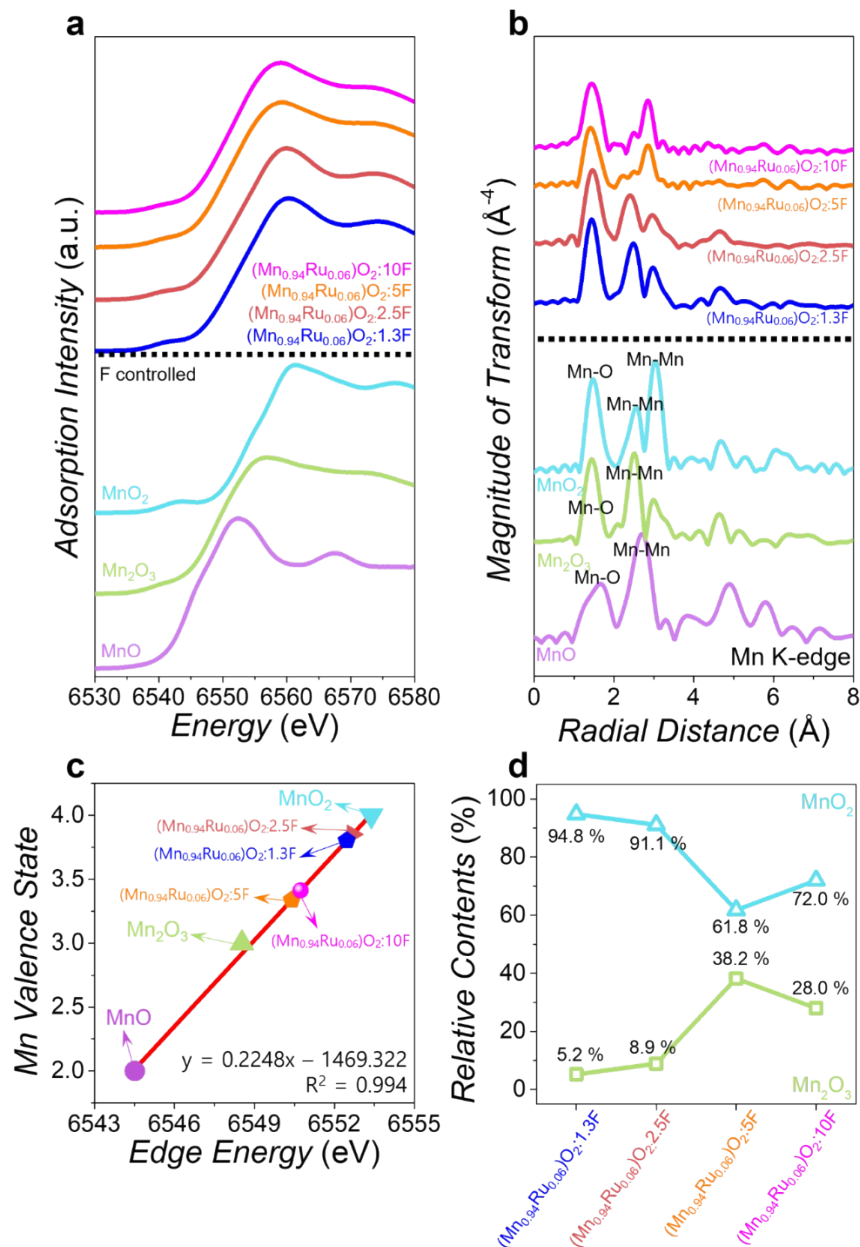 a
Adsorption Intensity (a.u.)
(Mn0.94Ru0.06)O2:10F
(Mn0.94Ru0.06)O2:5F
(Mn0.94Ru0.06)O2:2.5F
(Mn0.94Ru0.06)O2:1.3F
F controlled
MnO2
Mn2O3
MnO
6530 6540 6550 6560 6570 6580
Energy (eV)
b
Magnitude of Transform (Å-4)
(Mn0.94Ru0.06)O2:10F
(Mn0.94Ru0.06)O2:5F
(Mn0.94Ru0.06)O2:2.5F
(Mn0.94Ru0.06)O2:1.3F
Mn-Mn
Mn-O
Mn-Mn
MnO2
Mn-Mn
Mn-O
Mn2O3
Mn-Mn
Mn-O
MnO
Mn K-edge
0 2 4 6 8
Radial Distance (Å)
c
Mn Valence State
4.0
3.5
3.0
2.5
2.0
MnO2
(Mn0.94Ru0.06)O2:2.5F
(Mn0.94Ru0.06)O2:1.3F
(Mn0.94Ru0.06)O2:5F
(Mn0.94Ru0.06)O2:10F
Mn2O3
MnO
y = 0.2248x − 1469.322
R2 = 0.994
6543 6546 6549 6552 6555
Edge Energy (eV)
d
Relative Contents (%)
100
80
60
40
20
0
MnO2
94.8 %
91.1 %
61.8 %
72.0 %
38.2 %
28.0 %
5.2 %
8.9 %
Mn2O3
(Mn0.94Ru0.06)O2:1.3F
(Mn0.94Ru0.06)O2:2.5F
(Mn0.94Ru0.06)O2:5F
(Mn0.94Ru0.06)O2:10F